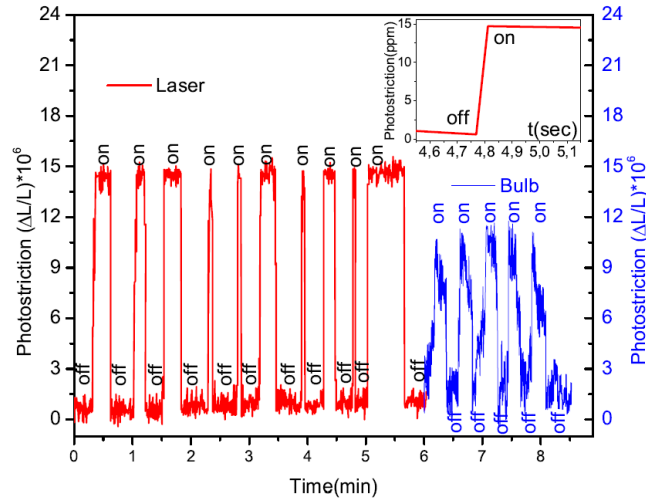 Photostriction (ΔL/L)*10⁶
24
21
18
15
12
9
6
3
0
Laser
on
on
on
on
on
on
on
on
on
on
off
off
off
off
off
off
off
off
off
off
Photostriction(ppm)
15
10
5
0
on
off
t(sec)
4,6
4,7
4,8
4,9
5,0
5,1
Bulb
on
on
on
on
on
off
off
off
off
off
24
21
18
15
12
9
6
3
0
Photostriction (ΔL/L)*10⁶
0
1
2
3
4
5
6
7
8
Time(min)